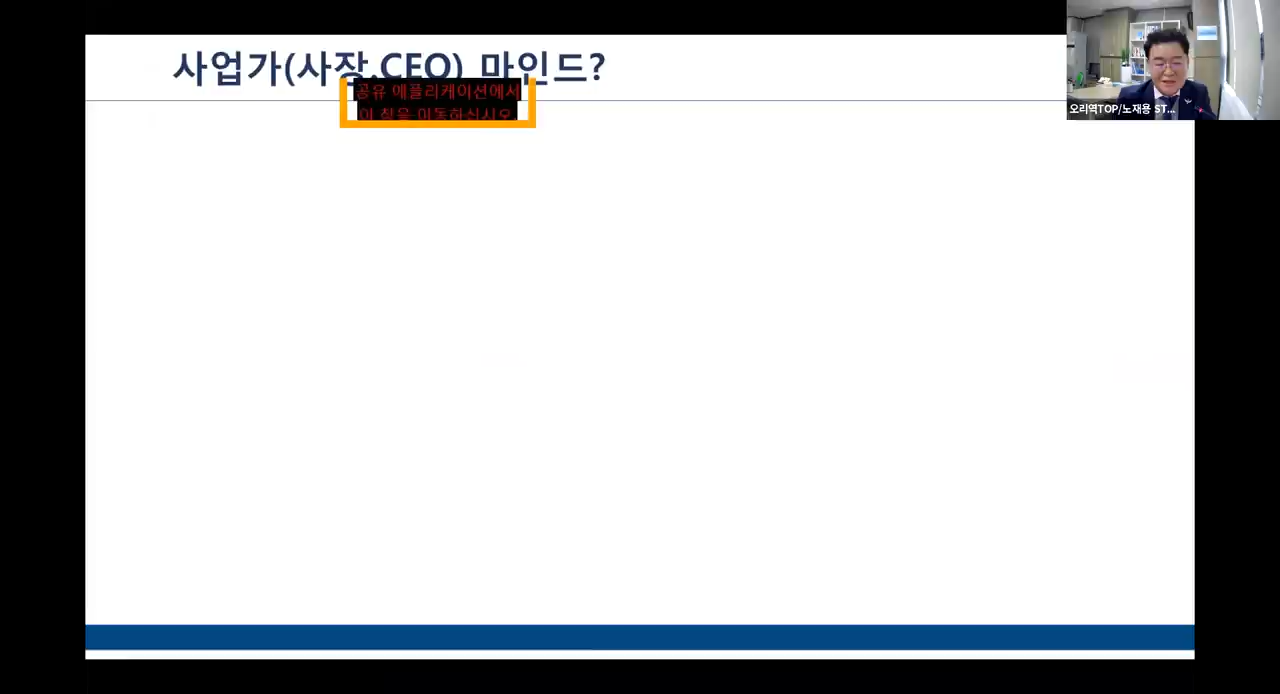 사업가(사장,CEO) 마인드?
공유 애플리케이션에서
이 창을 이동하십시오.
오리역TOP/노재용 ST...